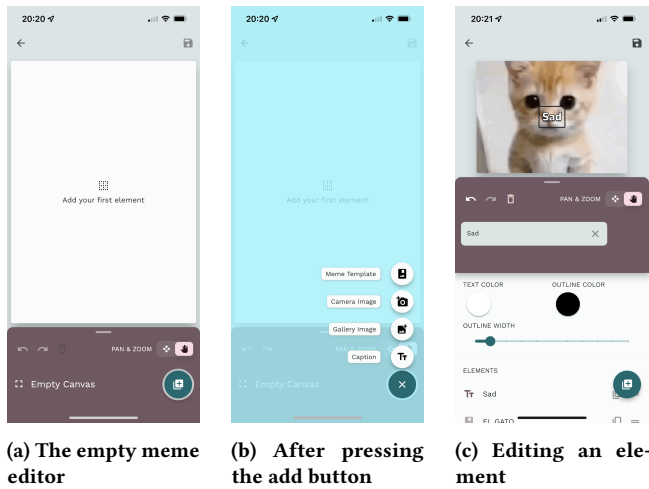 20:20
Add your first element
PAN & ZOOM
Empty Canvas
(a) The empty meme
editor
20:20
Add your first element
Meme Template
Camera Image
Gallery Image
PAN & ZOOM
Caption
Empty Canvas
(b) After pressing
the add button
20:21
Sad
PAN & ZOOM
Sad
TEXT COLOR OUTLINE COLOR
OUTLINE WIDTH
ELEMENTS
Tт Sad
EL GATO
(c) Editing an ele-
ment